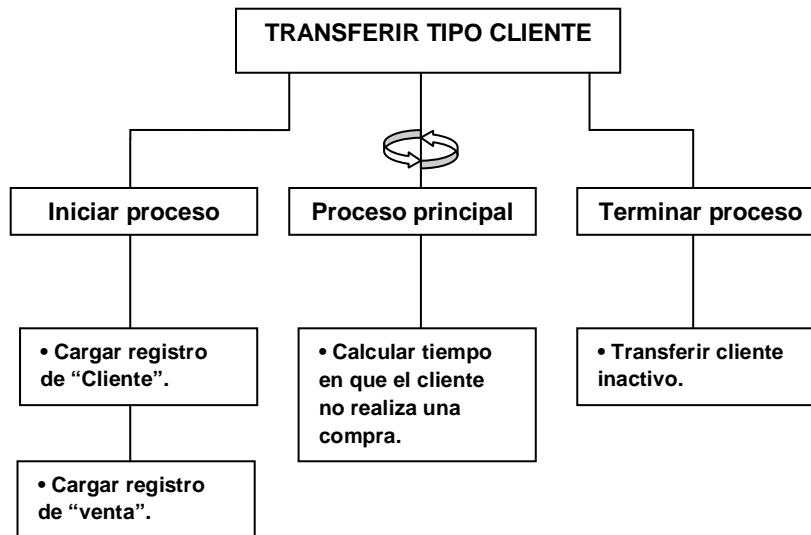 TRANSFERIR TIPO CLIENTE
Iniciar proceso
Proceso principal
Terminar proceso
• Cargar registro
de “Cliente”.
• Cargar registro
de “venta”.
• Calcular tiempo
en que el cliente
no realiza una
compra.
• Transferir cliente
inactivo.